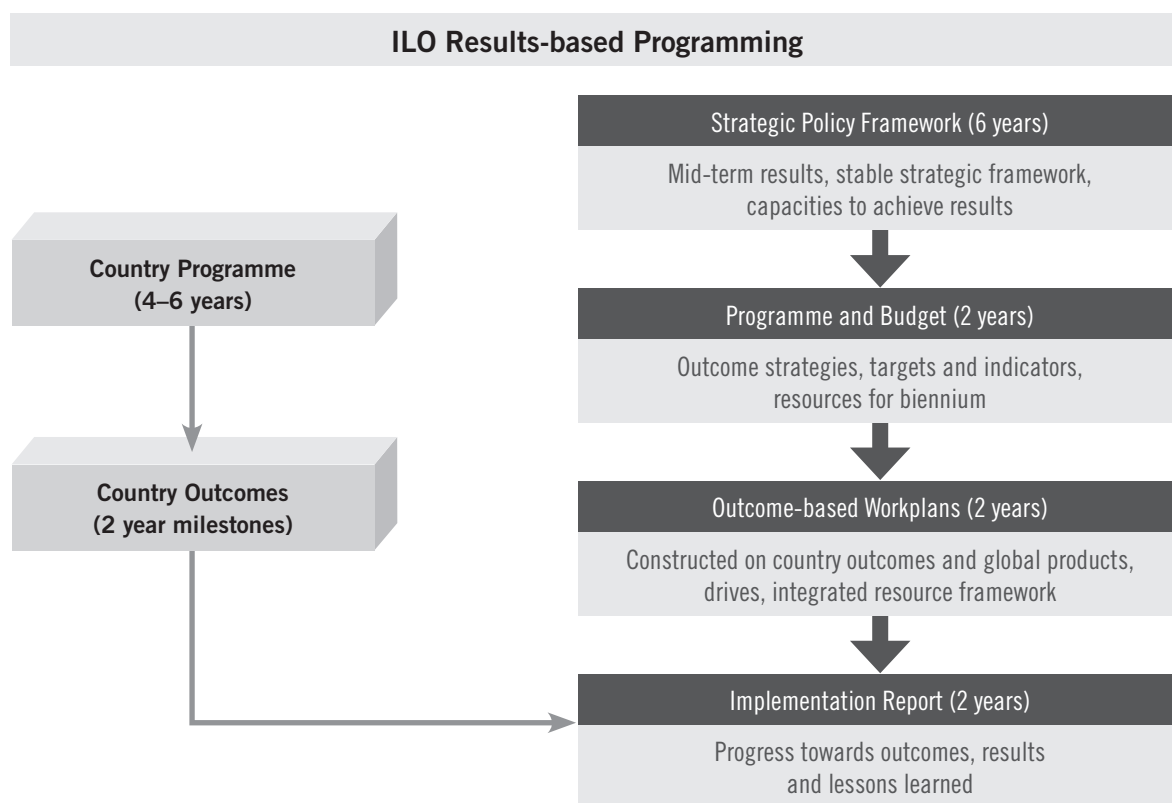 ILO Results-based Programming
Strategic Policy Framework (6 years)
Mid-term results, stable strategic framework,
capacities to achieve results
Country Programme
(4–6 years)
Programme and Budget (2 years)
Outcome strategies, targets and indicators,
resources for biennium
Country Outcomes
(2 year milestones)
Outcome-based Workplans (2 years)
Constructed on country outcomes and global products,
drives, integrated resource framework
Implementation Report (2 years)
Progress towards outcomes, results
and lessons learned